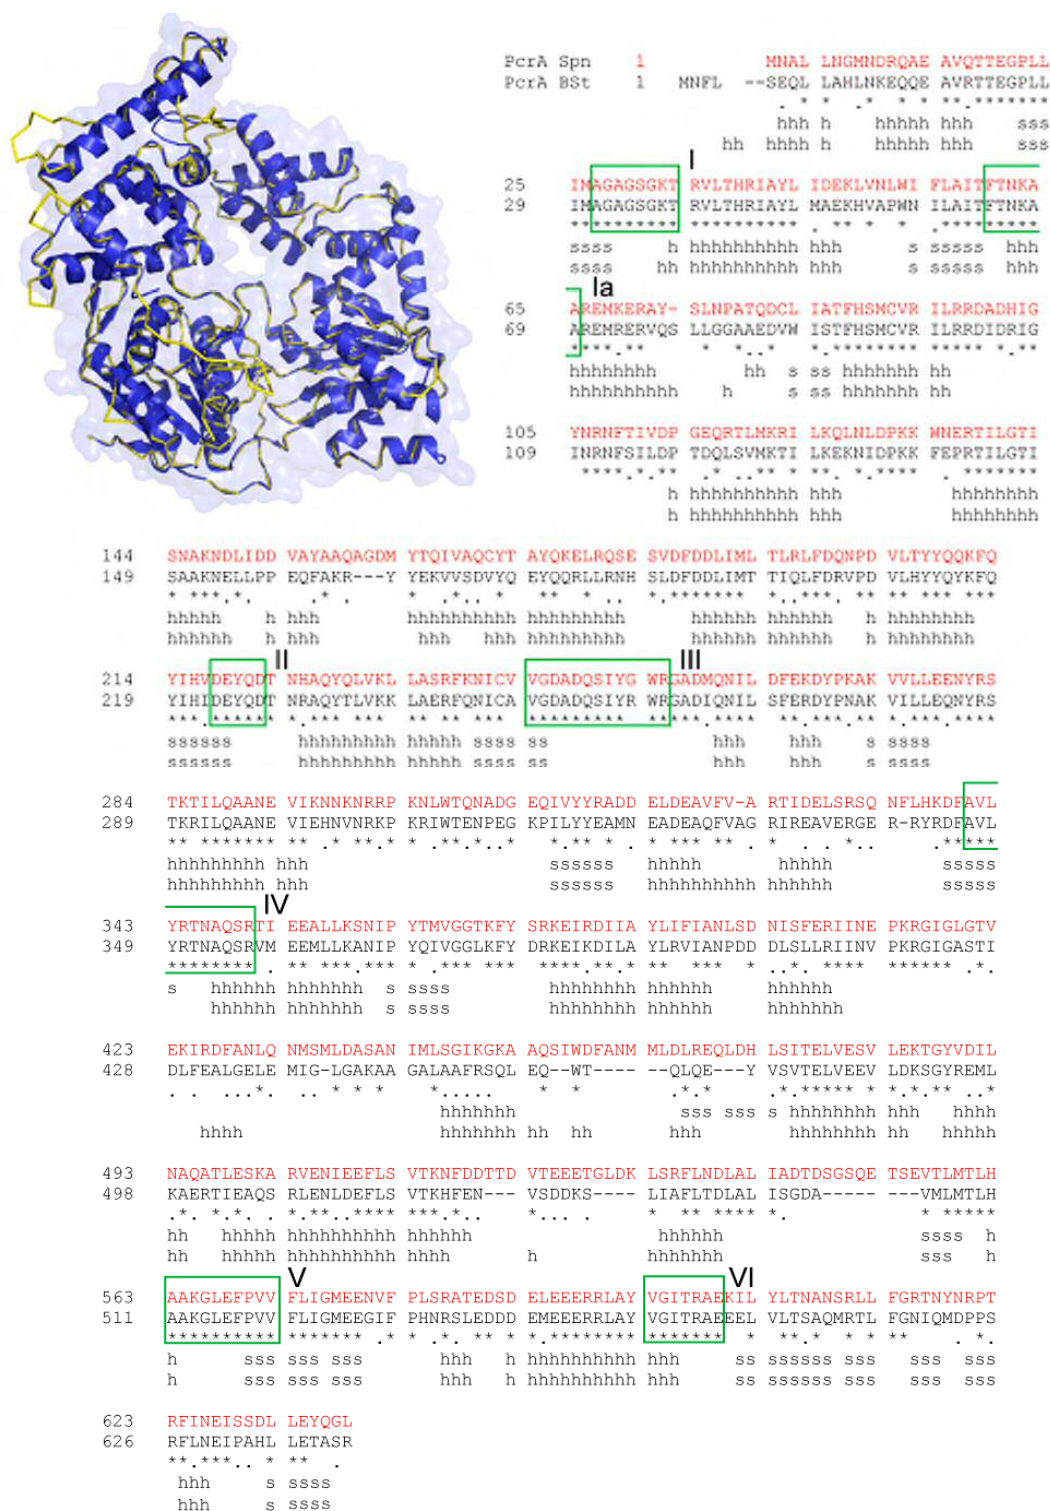 PcrA Spn 1 MNAL LNGMNDRQAE AVQTTEGPLL
PcrA BSt 1 MNFL --SEQLL LAHLNKEQQE AVRTTEGPLL
. * *  .* *  * ** *******
hhh h hhhhh hhh sss
hh hhhh h hhhhh hhh sss
I
25 IMAGAGSGKT RVLTHRIAYL IDEKLVNLWI FLAITFTNKA
29 IMAGAGSGKT RVLTHRIAYL MAEKHVAPWN ILAITFTNKA
********** ********** .** * * .*********
ssss h hhhhhhhhhh hhh s sssss hhh
ssss hh hhhhhhhhhh hhh s sssss hhh
Ia
65 AREMKERAY- SLNPATQDCL IATFHSMCVR ILRRDADHIG
69 AREMRERVQS LLGGAAEDVW ISTFHSMCVR ILRRDIDRIG
****.** * *..* *.******** ***** *.**
hhhhhhhh hh s ss hhhhhhh hh
hhhhhhhhhh h s ss hhhhhhh hh
105 YNRNFTIVDP GEQRTLMKRI LKQLNLDPKK WNERTILGTI
109 INRNFSILDP TDQLSVMKTI LKEKNIDPKK FEPRTILGTI
****.*.** .* ..** * ** *.**** *******
h hhhhhhhhhh hhh hhhhhhhh
h hhhhhhhhhh hhh hhhhhhhh
144 SNAKNDLIDD VAYAAQAGDM YTQIVAQCYT AYQKELRQSE SVDFDDLIML TLRLFDQNPD VLTYYQQKFQ
149 SAAKNELLPP EQFAKR---Y YEKVVSDVYQ EYQQRLLRNH SLDFDDLIMT TIQLFDRVPD VLHYYQYKFQ
* ***.*. .* . * ..*. * **. * . *.******* *..***. ** ** *** ***
hhhhh h hhh hhhhhhhhhh hhhhhhhhhh hhh hhhhhhh hhhhhh hhhhhhhh
hhhhhh h hhh hhh hhh hhhhhhh hhh hhhhhhh hhhhhh hhhhhhhh
II III
214 YIHVDEYQDT NHAQYQLVKL LASRFKNICV VGDADQSIYG WRGADMQNIL DFEKDYPKAK VVLLEENYRS
219 YIHIDEYQDT NRAQYTLVKK LAERFQNICA VGDADQSIYR WRGADIQNIL SFERDYPNAK VILLEQNYRS
***.****** * *** *** ** **.*** ********* *****.**** **.*** ** *.***.****
ssssss hhhhhhhhh hhhhh ssss ss hhh hhh s ssss
ssssss hhhhhhhhh hhhhh ssss ss hhh hhh s ssss
284 TKTILQAANE VIKNNKNRRP KNLWTQNADG EQIVYYRADD ELDEAVFV-A RTIDELSRSQ NFLHKDFAVL
289 TKRILQAANE VIEHNVNRKP KRIWTENPEG KPILYYEAMN EADEAQFVAG RIREAVERGE R-RYRDFAVL
** ******* ** .* **.* *.**.*..* *.** * . * *** ** * . . *.. .*****
hhhhhhhhh hhh ssssss hhhhh hhhhh sssss
hhhhhhhhh hhh ssssss hhhhhhhhhh hhhhhh sssss
IV
343 YRTNAQSRTI EEALLKSNIP YTMVGGTKFY SRKEIRDIIA YLIFIANLSD NISFERIINE PKRGIGLGTV
349 YRTNAQSRVM EEMLLKANIP YQIVGGLKFY DRKEIKDILA YLRVIANPDD DLSLLRIINV PKRGIGASTI
******** . ** ***.*** * .*** *** ****.**.* ** *** * ..*. **** ****** .*.
s hhhhhh hhhhhhh s ssss hhhhhhhhh hhhhhhh hhhhhh
hhhhhh hhhhhhh s ssss hhhhhhhhh hhhhhhh hhhhhhh
423 EKIRDFANLQ NMSMLDASAN IMLSGIKGKA AQSIWDFANM MLDLREQLDH LSITELVESV LEKTGYVDIL
428 DLFEALGELE MIG-LGAKAA GALAAFRSQL EQ--WT---- -QLQE---Y VSVTELVEEV LDKSGYREML
. . ...*. .. * * * *..... * * * * .*.***** * *.*.** .*
hhhhhhh sss sss s hhhhhhhh hhh hhhh
hhhh hhhhhhh hh hh hhh hhhhhhhh hh hhhhh
493 NAQATLESKA RVENIEEFLS VTKNFDDTTD VTEEETGLDK LSRFLNDLAL IADTDSGSQE TSEVTLMTLH
498 KAERTIEAQS RLENLDEFLS VTKHFEN--- VSDDKS---- LIAFLTDLAL ISGDA----- ---VMLMTLH
.*. *.*. . *.**..**** ***.*.. *... . * ** **** *. * *****
hh hhhhh hhhhhhhhhh hhhhhh hhhhhhh ssss h
hh hhhhh hhhhhhhhhh hhhh h hhhhhhh sss h
V VI
563 AAKGLEFPVV FLIGMEENVF PLSRATEDSD ELEEERRLAY VGITRAEKIL YLTNANSRLL FGRTNYNRPT
511 AAKGLEFPVV FLIGMEEGIF PHNRSLEDDD EMEEERRLAY VGITRAEEEL VLTSAQMRTL FGNIQMDPPS
********** *******  .* * .*. ** * *.******** ******* * **.* * * ** * .
h sss sss sss hhh h hhhhhhhhhh hhh ss ssssss sss sss sss
h sss sss sss hhh h hhhhhhhhhh hhh ss ssssss sss sss sss
623 RFINEISSDL LEYQGL
626 RFLNEIPAHL LETASR
**.***.. * ** .
hhh s ssss
hhh s ssss